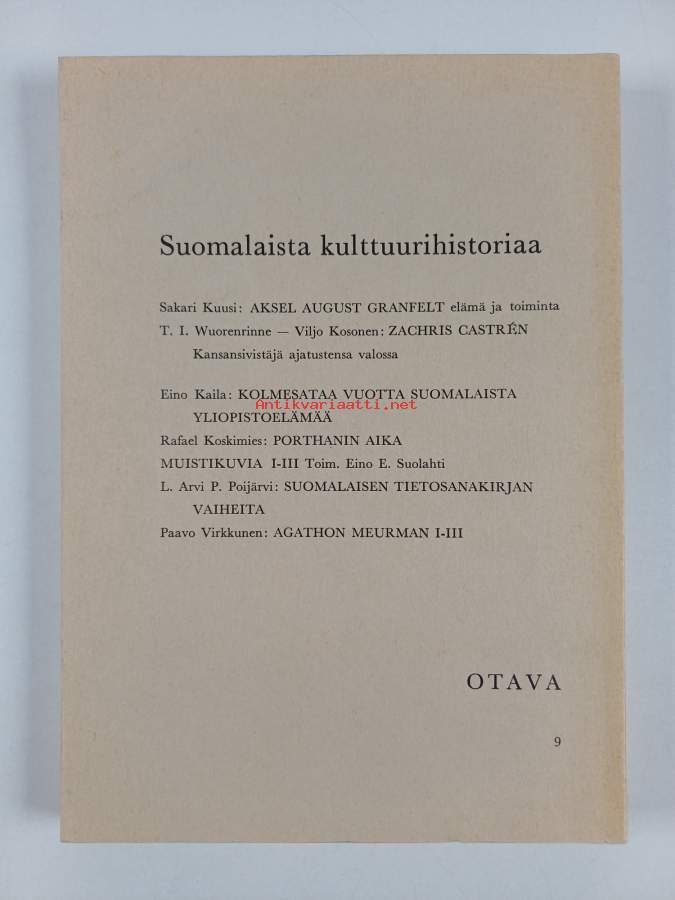 Suomalaista kulttuurihistoriaa
Sakari Kuusi: AKSEL AUGUST GRANFELT elämä ja toiminta
T. I. Wuorenrinne — Viljo Kosonen: ZACHRIS CASTRÉN
Kansansivistäjä ajatustensa valossa
Eino Kaila: KOLMESATAA VUOTTA SUOMALAISTA
Antikvariaatti.net
YLIOPISTOELÄMÄÄ
Rafael Koskimies: PORTHANIN AIKA
MUISTIKUVIA I-III Toim. Eino E. Suolahti
L. Arvi P. Poijärvi: SUOMALAISEN TIETOSANAKIRJAN
VAIHEITA
Paavo Virkkunen: AGATHON MEURMAN I-III
OTAVA
9